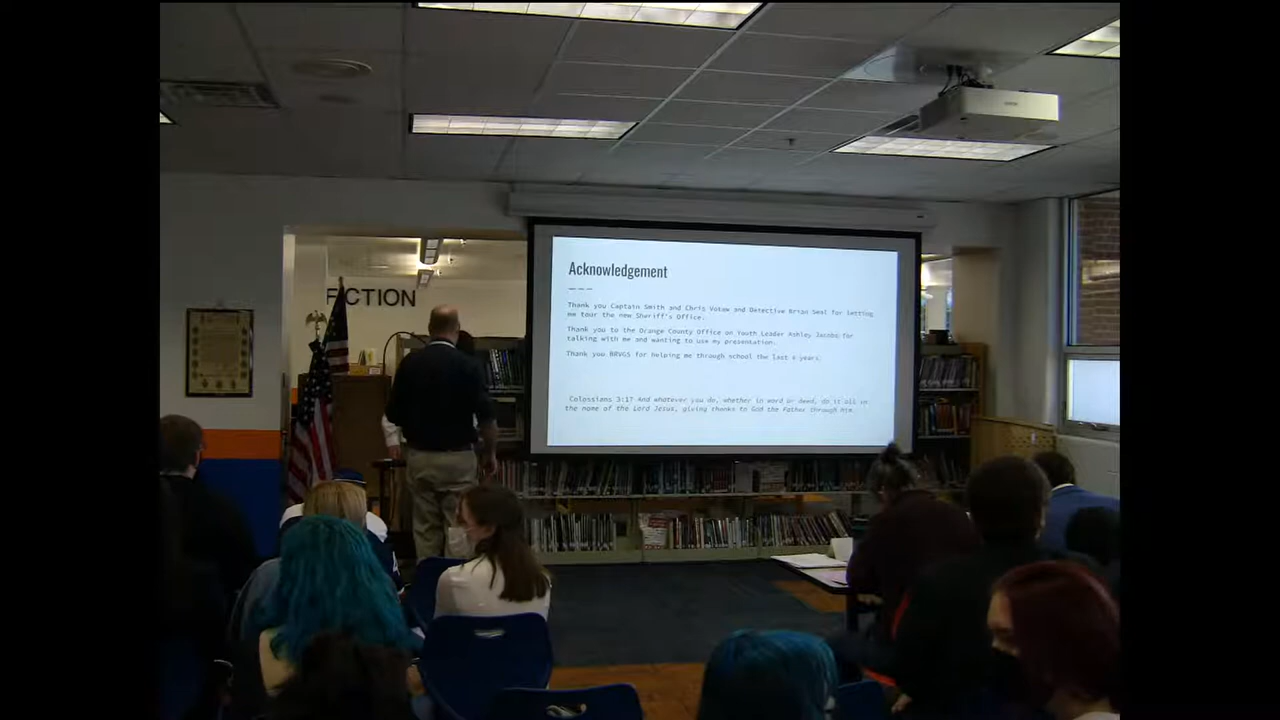 FICTION
Acknowledgement
Thank you Captain Smith and Chris Votaw and Detective Brian Seal for letting
me tour the new Sheriff's Office.
Thank you to the Orange County Office on Youth Leader Ashley Jacobs for
talking with me and wanting to use my presentation.
Thank you BRVGS for helping me through school the last 4 years.
Colossians 3:17 And whatever you do, whether in word or deed, do it all in
the name of the Lord Jesus, giving thanks to God the Father through him.